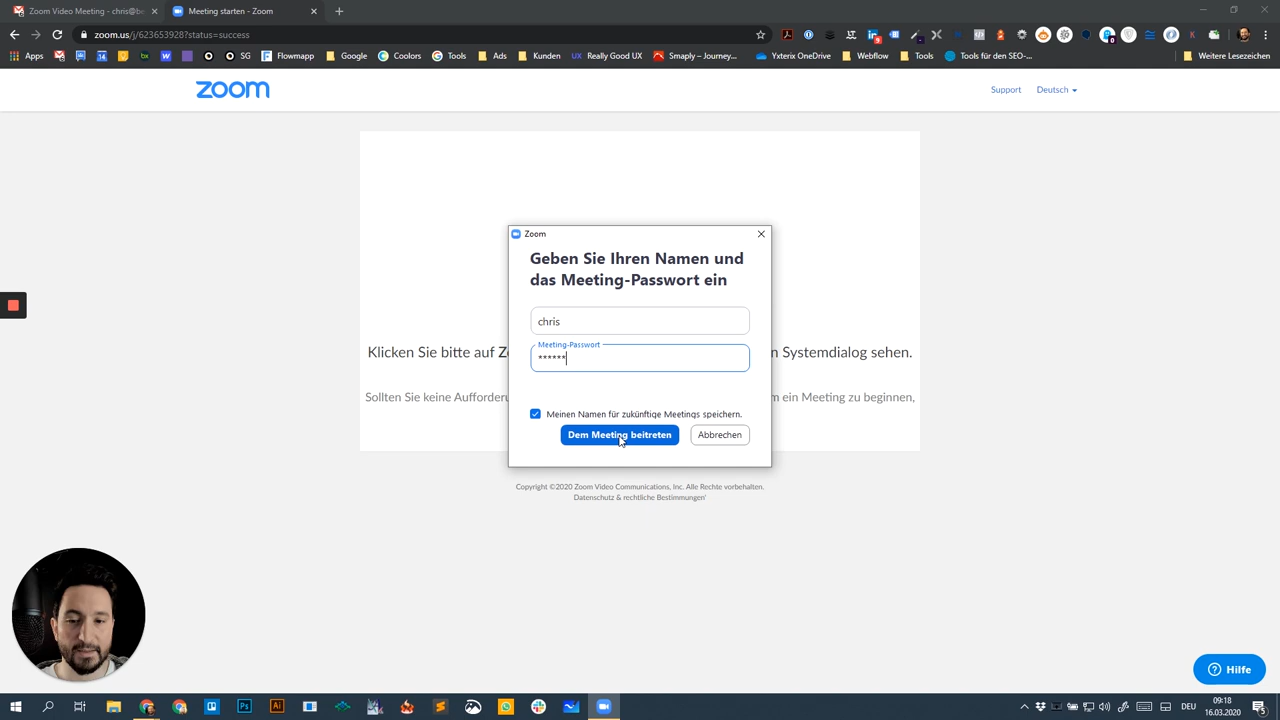 Zoom Video Meeting - chris@be
Zoom Video - Meeting
zoom.us/j/623653928?status=success
Apps
SG
Flowmapp
Google
Coolors
Tools
Ads
Kunden
UX
Really Good UX
Smaply – Journey...
Yxterix OneDrive
Webflow
Tools für den SEO-...
Weitere Lesezeichen
zoom
Support
Deutsch
Zoom
Geben Sie Ihren Namen und
das Meeting-Passwort ein
chris
Meeting-Passwort
******
Klicken Sie bitte auf Z
n Systemdialog sehen.
Sollten Sie keine Aufforderu
m ein Meeting zu beginnen,
Meinen Namen für zukünftige Meetings speichern.
Dem Meeting beitreten
Abbrechen
Copyright ©2020 Zoom Video Communications, Inc. Alle Rechte vorbehalten.
Datenschutz & rechtliche Bestimmungen'
Hilfe
DEU
09:18
16.03.2020